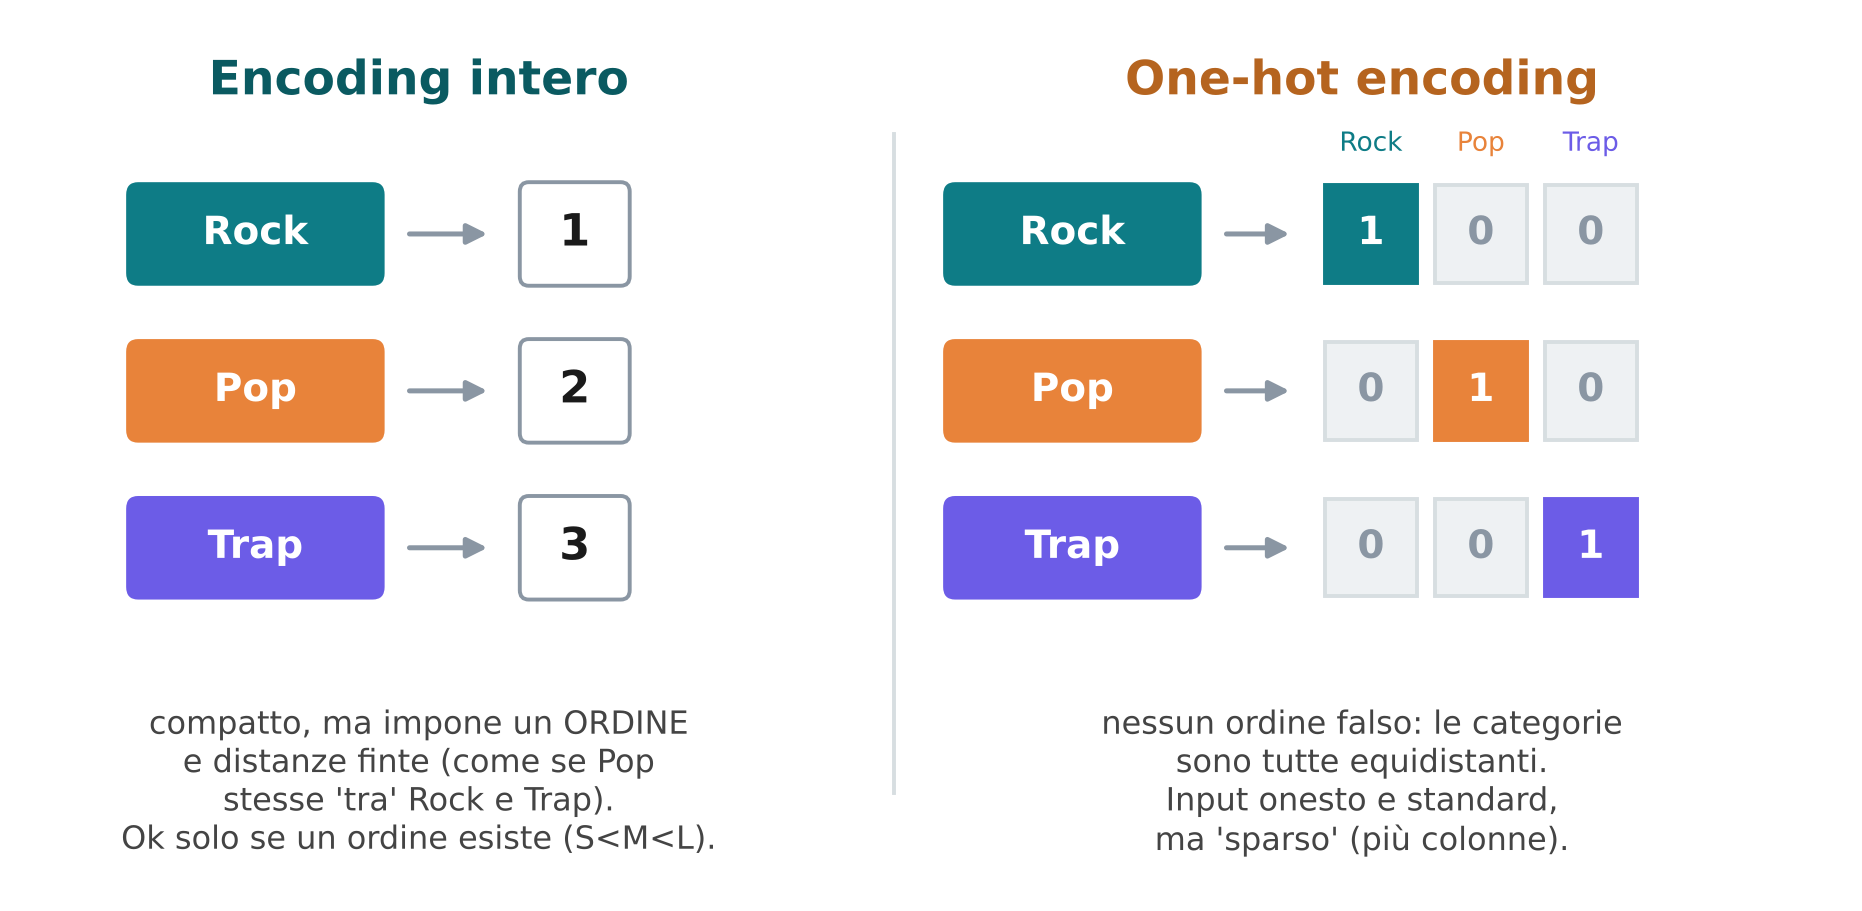 Encoding intero
Rock 1
Pop 2
Trap 3
compatto, ma impone un ORDINE
e distanze finte (come se Pop
stesse 'tra' Rock e Trap).
Ok solo se un ordine esiste (S<M<L).
One-hot encoding
Rock Pop Trap
Rock 1 0 0
Pop 0 1 0
Trap 0 0 1
nessun ordine falso: le categorie
sono tutte equidistanti.
Input onesto e standard,
ma 'sparso' (più colonne).